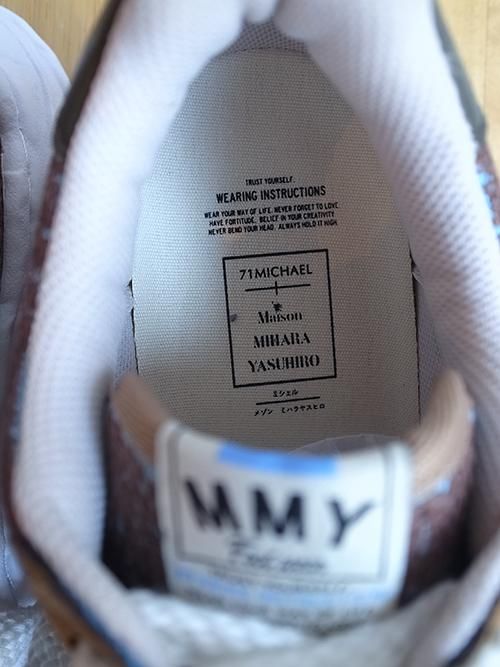 TRUST YOURSELF.
WEARING INSTRUCTIONS
WEAR YOUR WAY OF LIFE. NEVER FORGET TO LOVE.
HAVE FORTITUDE. BELIEF IN YOUR CREATIVITY
NEVER BEND YOUR HEAD. ALWAYS HOLD IT HIGH
71MICHAEL
Maison
MIHARA
YASUHIRO
ミシェル
メゾン ミハラヤスヒロ
MMY